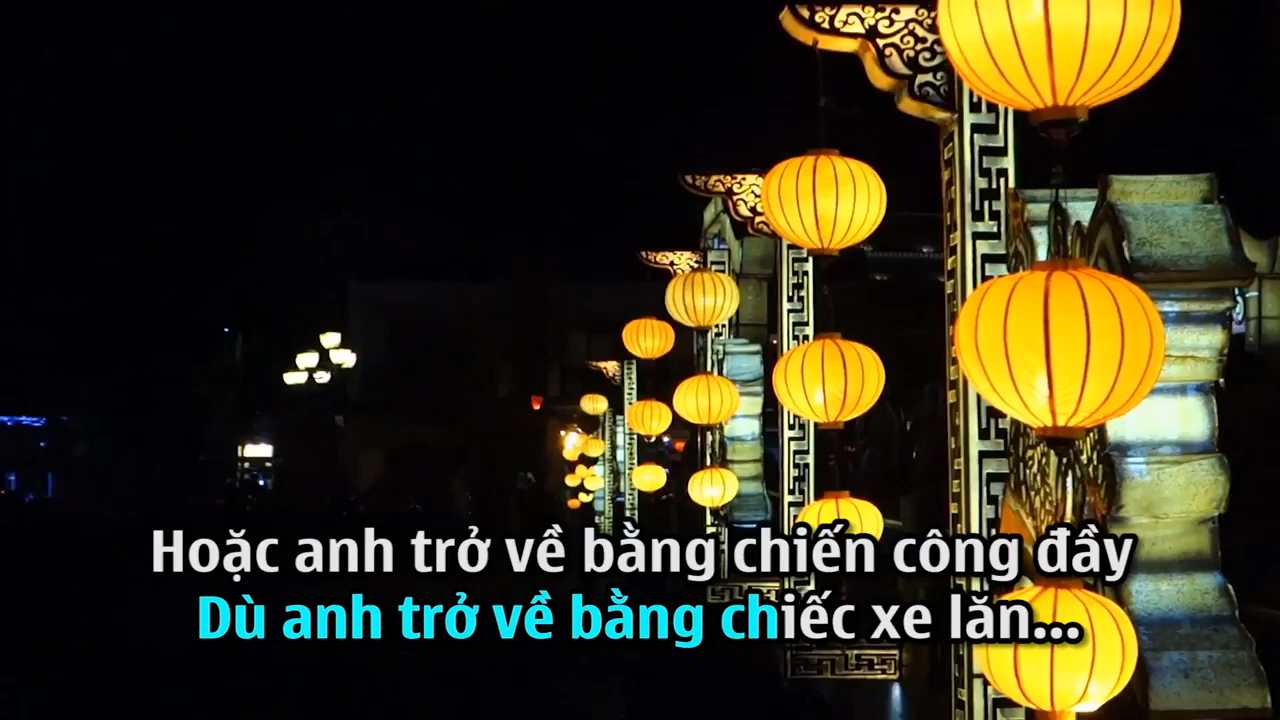 Hoặc anh trở về bằng chiến công đầy
Dù anh trở về bằng chiếc xe lăn...